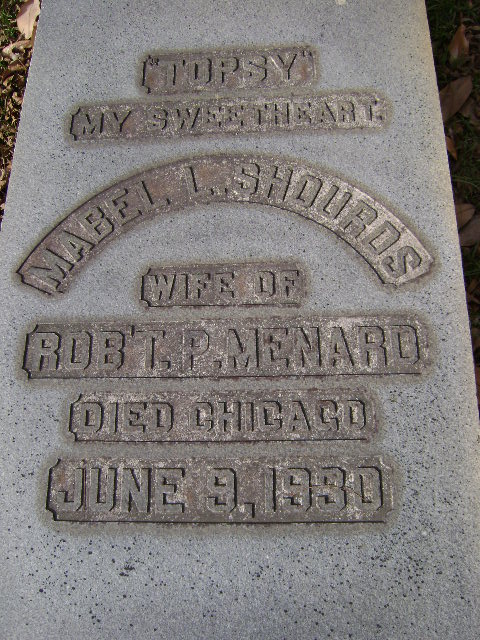 "TOPSY"
MY SWEETHEART.
MABEL L. SHOURDS
WIFE OF
ROB'T. P. MENARD
DIED CHICAGO
JUNE 9, 1930